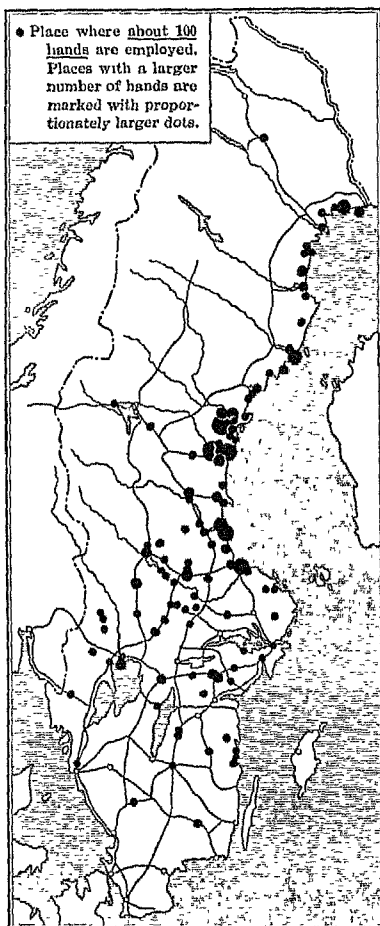 Place where about 100
hands are employed.
Places with a larger
number of hands are
marked with propor-
tionately larger dots.